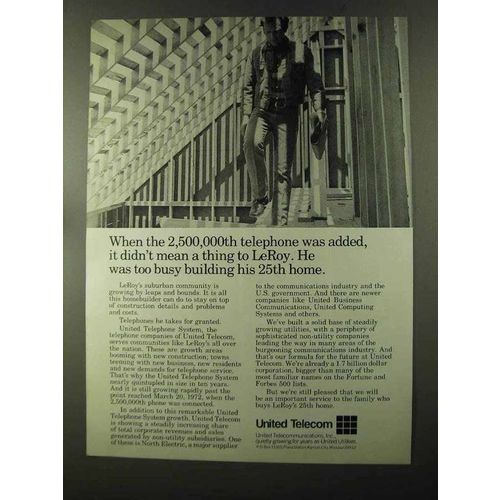 When the 2,500,000th telephone was added,
it didn't mean a thing to LeRoy. He
was too busy building his 25th home.
LeRoy's suburban community is
growing by leaps and bounds. It is all
this homebuilder can do to stay on top
of construction details and problems
and costs.
Telephones he takes for granted.
United Telephone System, the
telephone companies of United Telecom,
serves communities like LeRoy's all over
the nation. These are growth areas
booming with new construction; towns
teeming with new business, new residents
and new demands for telephone service.
That's why the United Telephone System
nearly quintupled in size in ten years.
And it is still growing rapidly past the
point reached March 20, 1972, when the
2,500,000th phone was connected.
In addition to this remarkable United
Telephone System growth, United Telecom
is showing a steadily increasing share
of total corporate revenues and sales
generated by non-utility subsidiaries. One
of these is North Electric, a major supplier
to the communications industry and the
U.S. government. And there are newer
companies like United Business
Communications, United Computing
Systems and others.
We've built a solid base of steadily
growing utilities, with a periphery of
sophisticated non-utility companies
leading the way in many areas of the
burgeoning communications industry. And
that's our formula for the future at United
Telecom. We're already a 1.7 billion dollar
corporation, bigger than many of the
most familiar names on the Fortune and
Forbes 500 lists.
But we're still pleased that we will
be an important service to the family who
buys LeRoy's 25th home.
United Telecom
United Telecommunications, Inc.,
quietly growing for years as United Utilities.